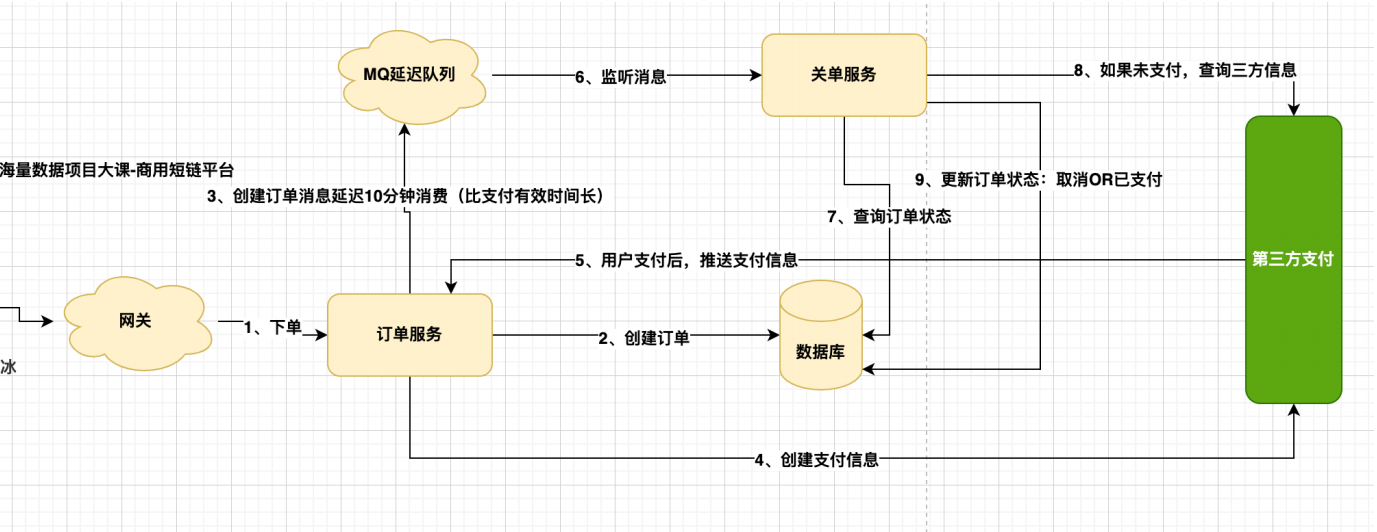 MQ延迟队列
6、监听消息
关单服务
8、如果未支付，查询三方信息
海量数据项目大课-商用短链平台
3、创建订单消息延迟10分钟消费（比支付有效时间长）
9、更新订单状态：取消OR已支付
7、查询订单状态
5、用户支付后，推送支付信息
第三方支付
网关
1、下单
订单服务
2、创建订单
数据库
冰
4、创建支付信息